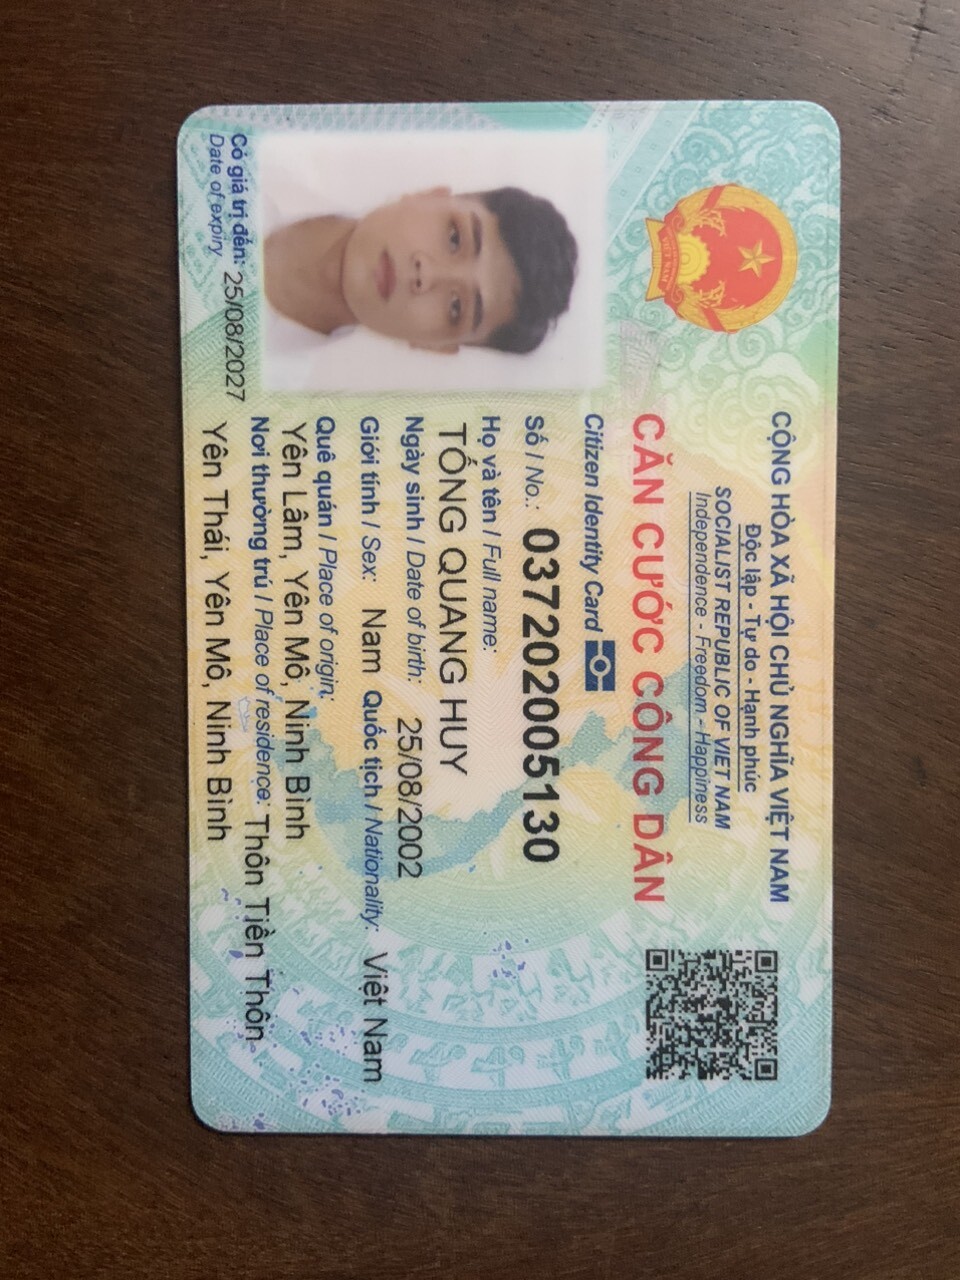 CỘNG HÒA XÃ HỘI CHỦ NGHĨA VIỆT NAM
Độc lập - Tự do - Hạnh phúc
SOCIALIST REPUBLIC OF VIET NAM
Independence - Freedom - Happiness
CĂN CƯỚC CÔNG DÂN
Citizen Identity Card
Số / No.: 037202005130
Họ và tên / Full name:
TỐNG QUANG HUY
Ngày sinh / Date of birth: 25/08/2002
Giới tính / Sex: Nam Quốc tịch / Nationality: Việt Nam
Quê quán / Place of origin:
Yên Lâm, Yên Mô, Ninh Bình
Nơi thường trú / Place of residence: Thôn Tiền Thôn
Yên Thái, Yên Mô, Ninh Bình
Có giá trị đến: 25/08/2027
Date of expiry
VIỆT NAM